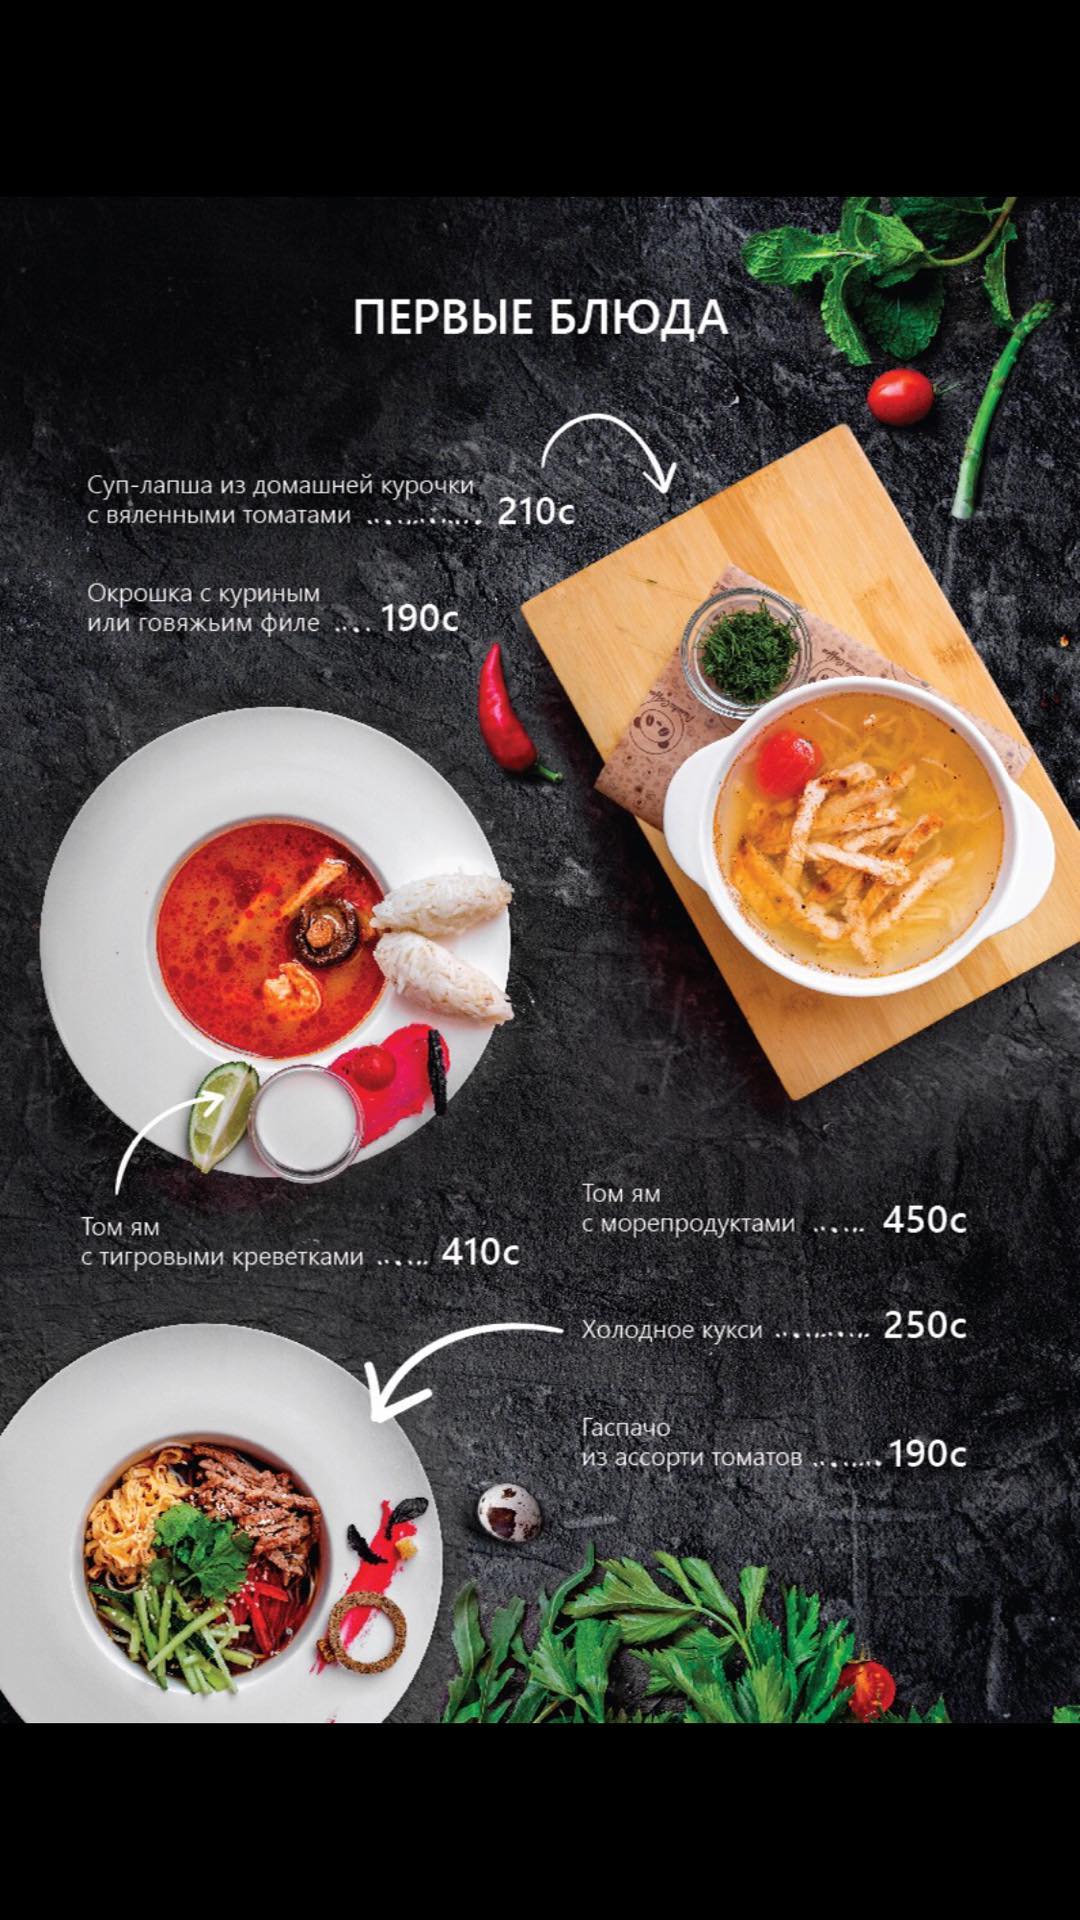 ПЕРВЫЕ БЛЮДА
Суп-лапша из домашней курочки
с вяленными томатами ............ 210с
Окрошка с куриным
или говяжьим филе .... 190с
Том ям
с тигровыми креветками ...... 410с
Том ям
с морепродуктами ...... 450с
Холодное кукси ........... 250с
Гаспачо
из ассорти томатов ........ 190с